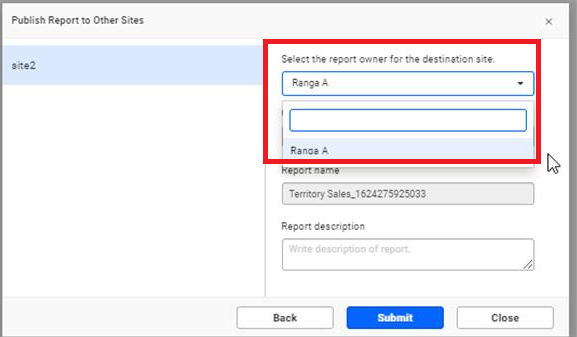 Publish Report to Other Sites
×
site2
Select the report owner for the destination site.
Ranga A
Ranga A
Report name
Territory Sales_1624275925033
Report description
Write description of report.
Back
Submit
Close